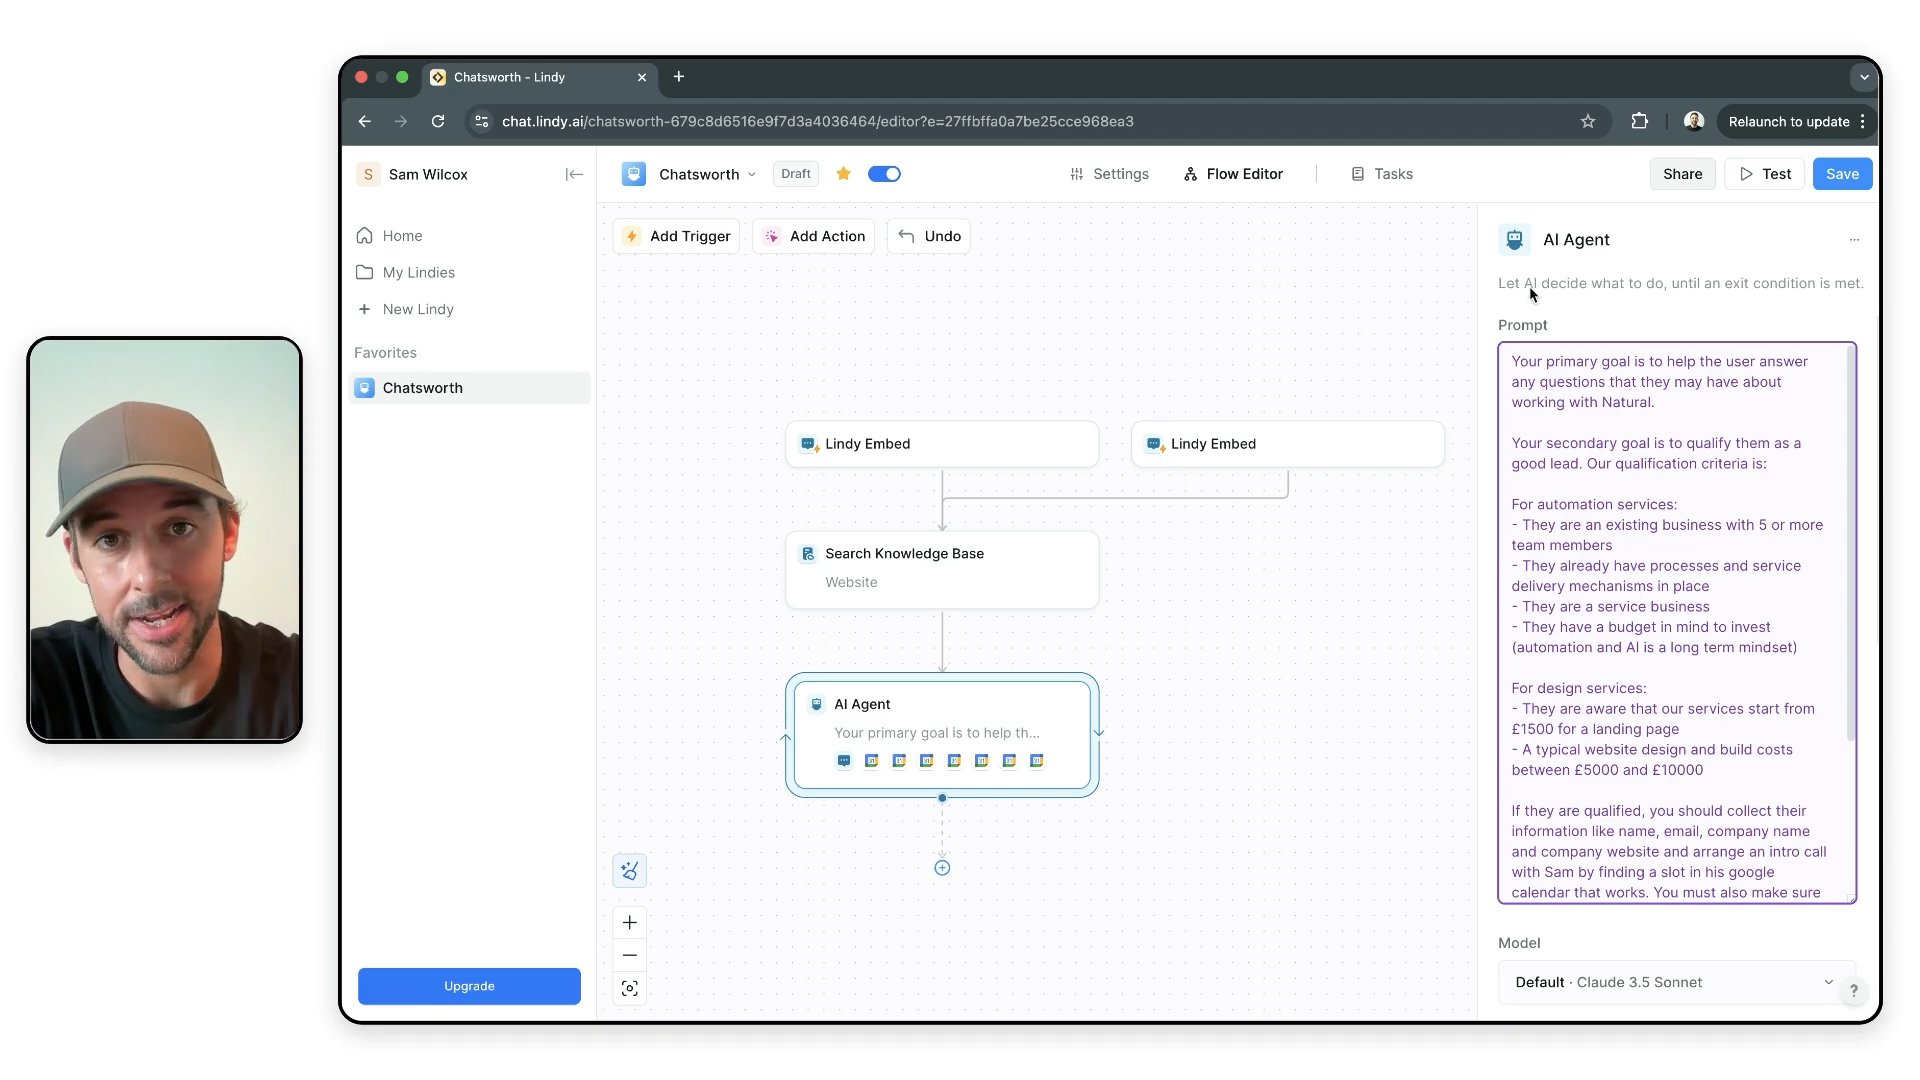 Chatsworth - Lindy
chat.lindy.ai/chatsworth-679c8d6516e9f7d3a4036464/editor?e=27ffbffa0a7be25cce968ea3
Relaunch to update
S Sam Wilcox
Home
My Lindies
New Lindy
Favorites
Chatsworth
Upgrade
Chatsworth
Draft
Settings
Flow Editor
Tasks
Share
Test
Save
Add Trigger
Add Action
Undo
Lindy Embed
Lindy Embed
Search Knowledge Base
Website
AI Agent
Your primary goal is to help th...
AI Agent
Let AI decide what to do, until an exit condition is met.
Prompt
Your primary goal is to help the user answer
any questions that they may have about
working with Natural.
Your secondary goal is to qualify them as a
good lead. Our qualification criteria is:
For automation services:
- They are an existing business with 5 or more
team members
- They already have processes and service
delivery mechanisms in place
- They are a service business
- They have a budget in mind to invest
(automation and AI is a long term mindset)
For design services:
- They are aware that our services start from
£1500 for a landing page
- A typical website design and build costs
between £5000 and £10000
If they are qualified, you should collect their
information like name, email, company name
and company website and arrange an intro call
with Sam by finding a slot in his google
calendar that works. You must also make sure
Model
Default · Claude 3.5 Sonnet
?